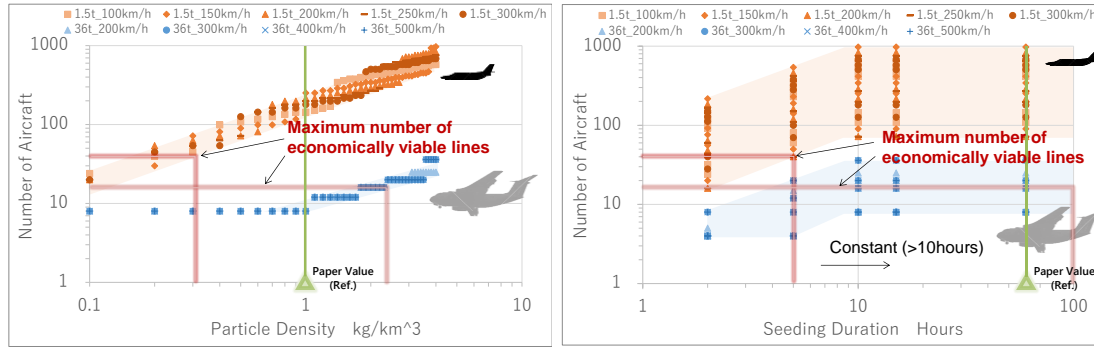 1.5t_100km/h 1.5t_150km/h 1.5t_200km/h 1.5t_250km/h 1.5t_300km/h
36t_200km/h 36t_300km/h 36t_400km/h 36t_500km/h
1000
100
10
1
Number of Aircraft
Maximum number of
economically viable lines
Paper Value
(Ref.)
0.1 1 10
Particle Density kg/km^3
1.5t_100km/h 1.5t_150km/h 1.5t_200km/h 1.5t_250km/h 1.5t_300km/h
36t_200km/h 36t_300km/h 36t_400km/h 36t_500km/h
1000
100
10
1
Number of Aircraft
Maximum number of
economically viable lines
Constant (>10hours)
Paper Value
(Ref.)
1 10 100
Seeding Duration Hours